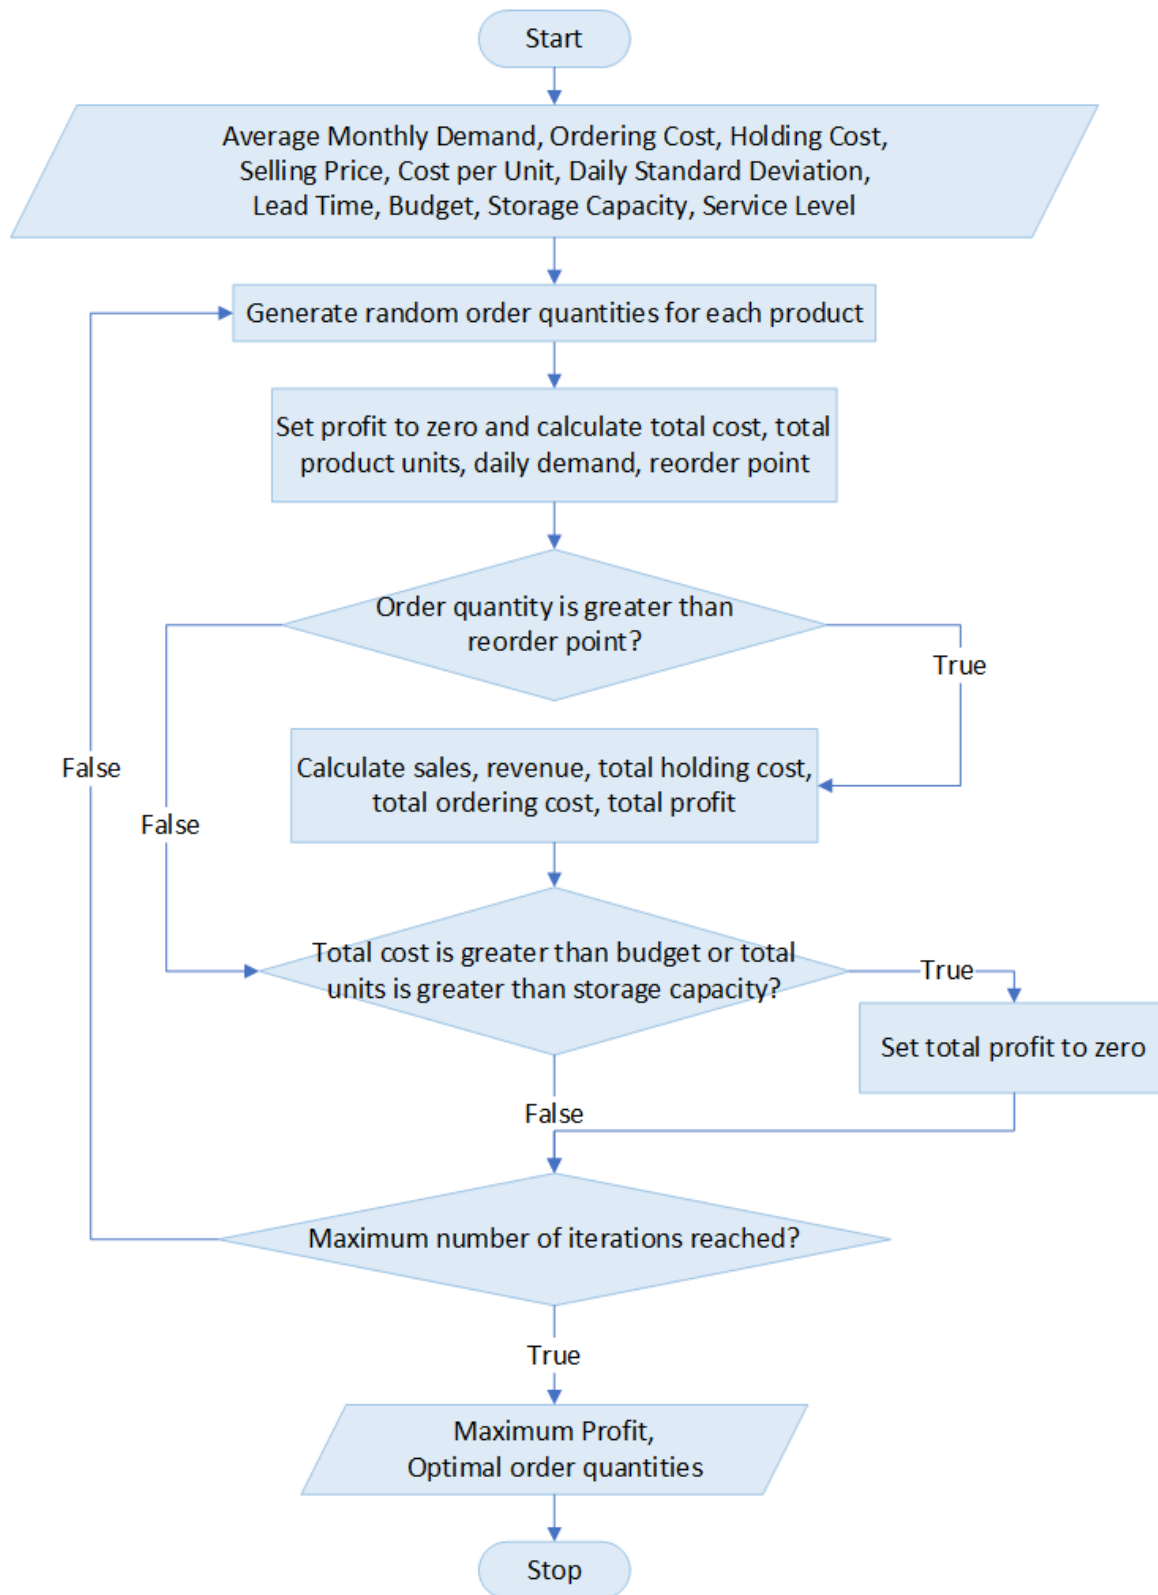 Start
Average Monthly Demand, Ordering Cost, Holding Cost,
Selling Price, Cost per Unit, Daily Standard Deviation,
Lead Time, Budget, Storage Capacity, Service Level
Generate random order quantities for each product
Set profit to zero and calculate total cost, total
product units, daily demand, reorder point
Order quantity is greater than
reorder point?
True
False
False
Calculate sales, revenue, total holding cost,
total ordering cost, total profit
Total cost is greater than budget or total
units is greater than storage capacity?
True
Set total profit to zero
False
Maximum number of iterations reached?
True
Maximum Profit,
Optimal order quantities
Stop